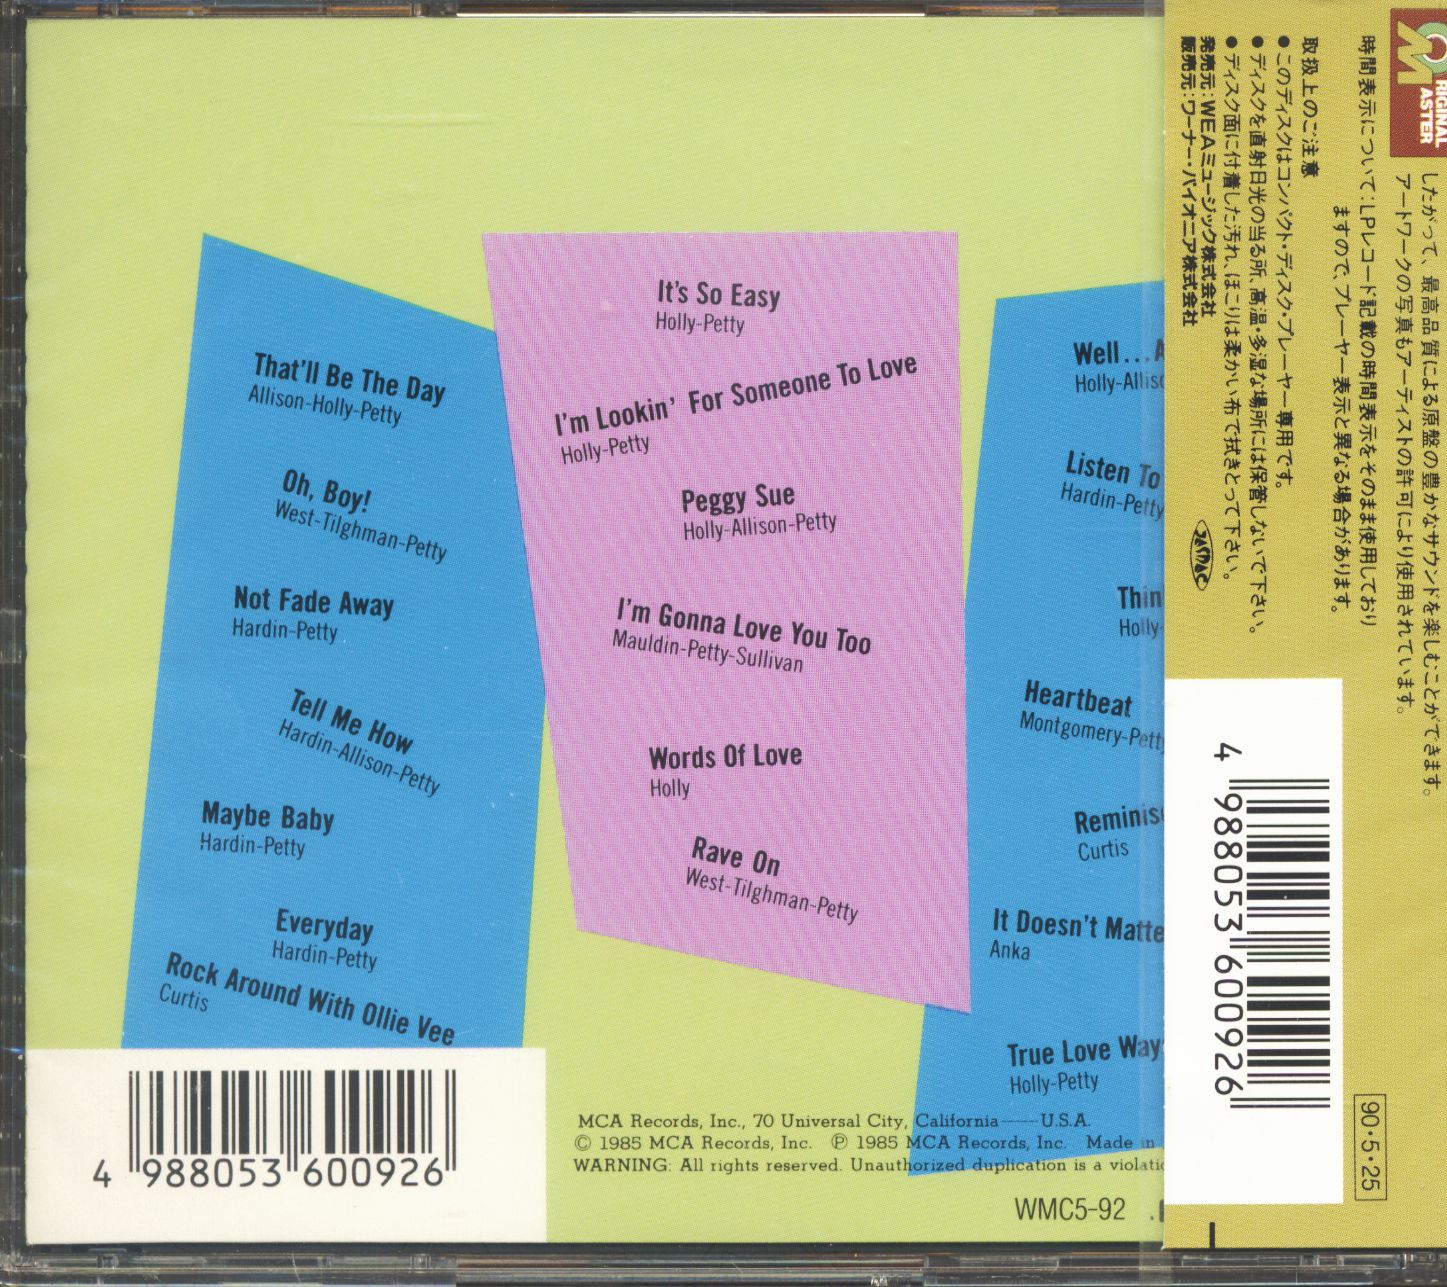 That'll Be The Day
Allison-Holly-Petty
Oh, Boy!
West-Tilghman-Petty
Not Fade Away
Hardin-Petty
Tell Me How
Hardin-Allison-Petty
Maybe Baby
Hardin-Petty
Everyday
Hardin-Petty
Rock Around With Ollie Vee
Curtis
It's So Easy
Holly-Petty
I'm Lookin' For Someone To Love
Holly-Petty
Peggy Sue
Holly-Allison-Petty
I'm Gonna Love You Too
Mauldin-Petty-Sullivan
Words Of Love
Holly
Rave On
West-Tilghman-Petty
Well...A
Holly-Alliso
Listen To
Hardin-Petty
Thin
Holly-
Heartbeat
Montgomery-Petty
Reminis
Curtis
It Doesn't Matte
Anka
True Love Way
Holly-Petty
4 988053 600926
MCA Records, Inc., 70 Universal City, California——U.S.A.
© 1985 MCA Records, Inc. ℗ 1985 MCA Records, Inc. Made in
WARNING: All rights reserved. Unauthorized duplication is a violatio
WMC5-92
RIGINAL
ASTER
したがって、最高品質による原盤の豊かなサウンドを楽しむことができます。
アートワークの写真もアーティストの許可により使用されています。
時間表示について:LPレコード記載の時間表示をそのまま使用しており
ますので、プレーヤー表示と異なる場合があります。
取扱上のご注意
●このディスクはコンパクト・ディスク・プレーヤー専用です。
●ディスクを直射日光の当る所、高温・多湿な場所には保管しないで下さい。
●ディスク面に付着した汚れ、ほこりは柔かい布で拭きとって下さい。
発売元:WEAミュージック株式会社
販売元:ワーナー・パイオニア株式会社
JASRAC
4 988053 600926
90・5・25